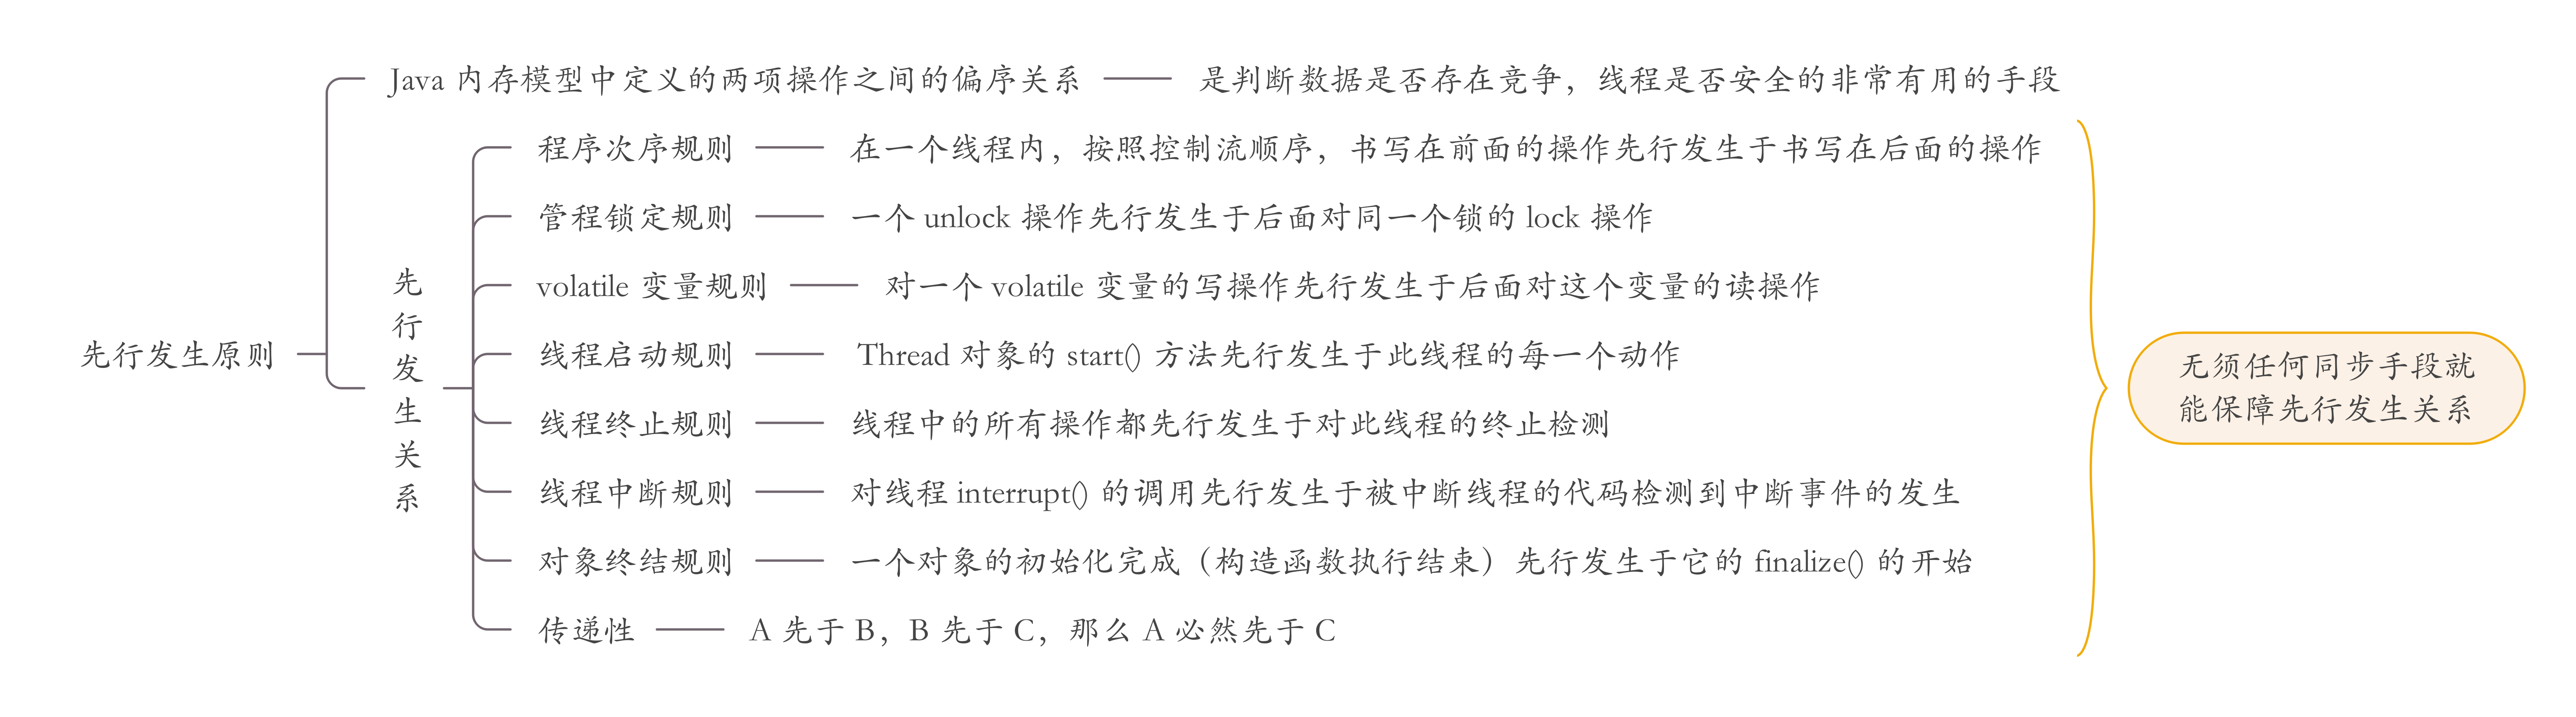 Java 内存模型中定义的两项操作之间的偏序关系 是判断数据是否存在竞争，线程是否安全的非常有用的手段
程序次序规则 在一个线程内，按照控制流顺序，书写在前面的操作先行发生于书写在后面的操作
管程锁定规则 一个 unlock 操作先行发生于后面对同一个锁的 lock 操作
volatile 变量规则 对一个 volatile 变量的写操作先行发生于后面对这个变量的读操作
先行发生原则
先行发生关系
线程启动规则 Thread 对象的 start() 方法先行发生于此线程的每一个动作
线程终止规则 线程中的所有操作都先行发生于对此线程的终止检测
线程中断规则 对线程 interrupt() 的调用先行发生于被中断线程的代码检测到中断事件的发生
对象终结规则 一个对象的初始化完成（构造函数执行结束）先行发生于它的 finalize() 的开始
传递性 A 先于 B，B 先于 C，那么 A 必然先于 C
无须任何同步手段就
能保障先行发生关系